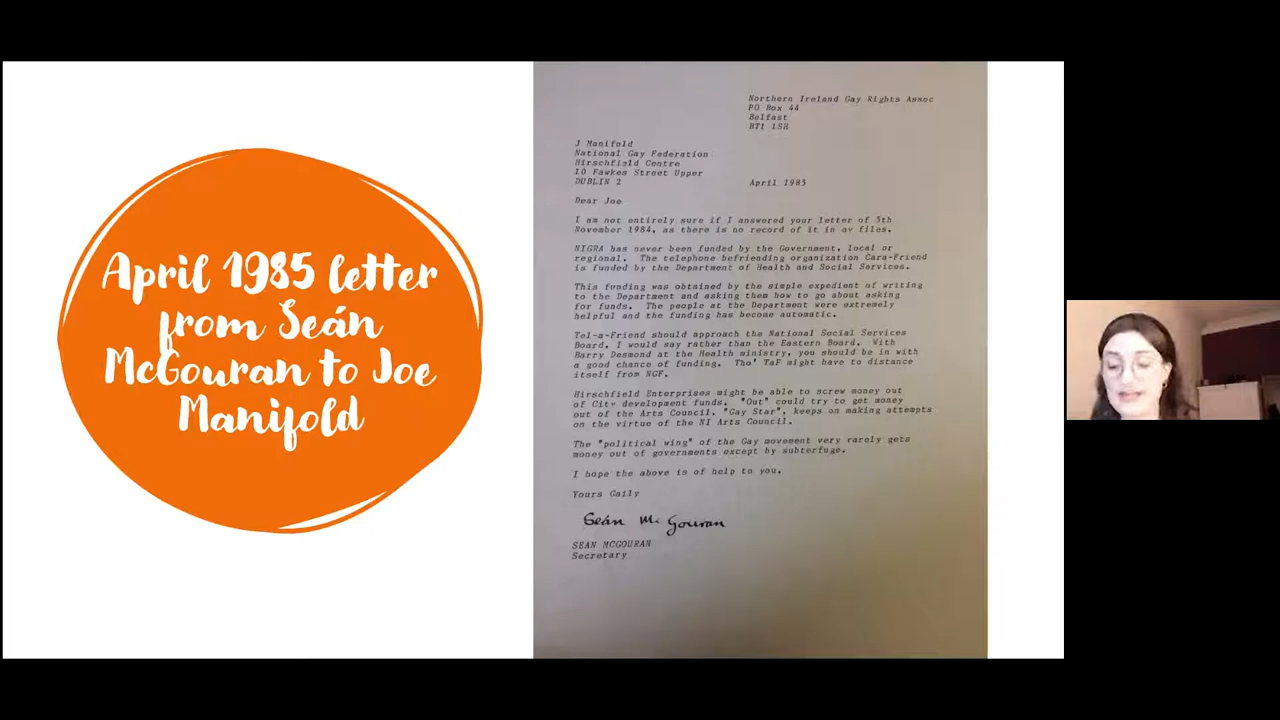 April 1985 letter
from Seán
McGouran to Joe
Manifold
Northern Ireland Gay Rights Assoc
PO Box 44
Belfast
BT1 1SH
J Manifold
National Gay Federation
Hirschfield Centre
10 Fawkes Street Upper
DUBLIN 2
April 1985
Dear Joe
I am not entirely sure if I answered your letter of 5th
November 1984, as there is no record of it in av files.
NIGRA has never been funded by the Government, local or
regional. The telephone befriending organization Cara-Friend
is funded by the Department of Health and Social Services.
This funding was obtained by the simple expedient of writing
to the Department and asking them how to go about asking
for funds. The people at the Department were extremely
helpful and the funding has become automatic.
Tel-a-Friend should approach the National Social Services
Board, I would say rather than the Eastern Board. With
Barry Desmond at the Health ministry, you should be in with
a good chance of funding. Tho' TaF might have to distance
itself from NGF.
Hirschfield Enterprises might be able to screw money out
of City development funds. "Out" could try to get money
out of the Arts Council, "Gay Star", keeps on making attempts
on the virtue of the NI Arts Council.
The "political wing" of the Gay movement very rarely gets
money out of governments except by subterfuge.
I hope the above is of help to you.
Yours Gaily
Seán Mc Gouran
SEAN MCGOURAN
Secretary